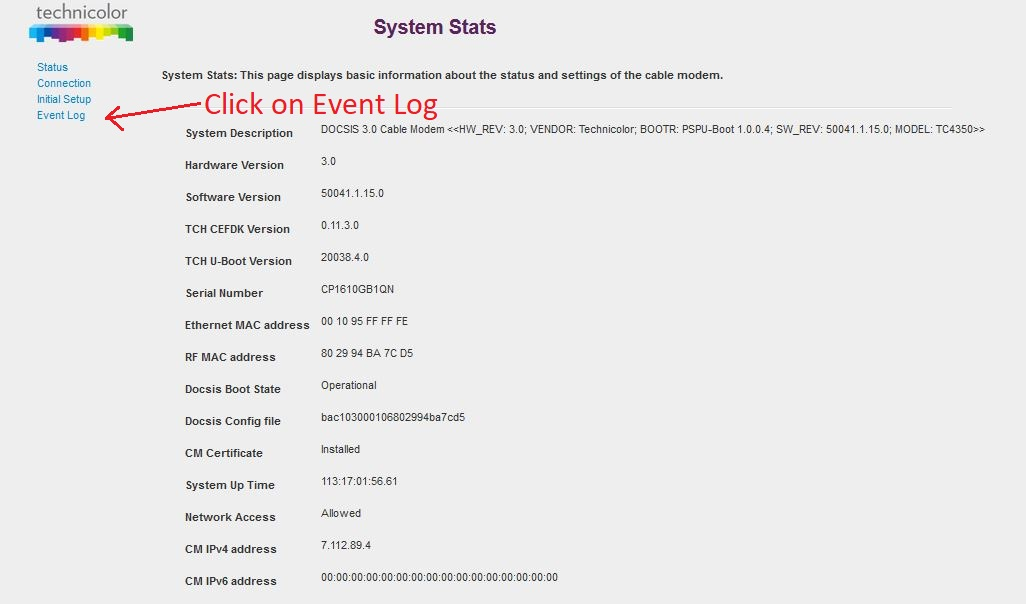 technicolor
System Stats
Status
Connection
Initial Setup
Event Log
System Stats: This page displays basic information about the status and settings of the cable modem.
Click on Event Log
System Description DOCSIS 3.0 Cable Modem <<HW_REV: 3.0; VENDOR: Technicolor; BOOTR: PSPU-Boot 1.0.0.4; SW_REV: 50041.1.15.0; MODEL: TC4350>>
Hardware Version 3.0
Software Version 50041.1.15.0
TCH CEFDK Version 0.11.3.0
TCH U-Boot Version 20038.4.0
Serial Number CP1610GB1QN
Ethernet MAC address 00 10 95 FF FF FE
RF MAC address 80 29 94 BA 7C D5
Docsis Boot State Operational
Docsis Config file bac103000106802994ba7cd5
CM Certificate Installed
System Up Time 113:17:01:56.61
Network Access Allowed
CM IPv4 address 7.112.89.4
CM IPv6 address 00:00:00:00:00:00:00:00:00:00:00:00:00:00:00:00